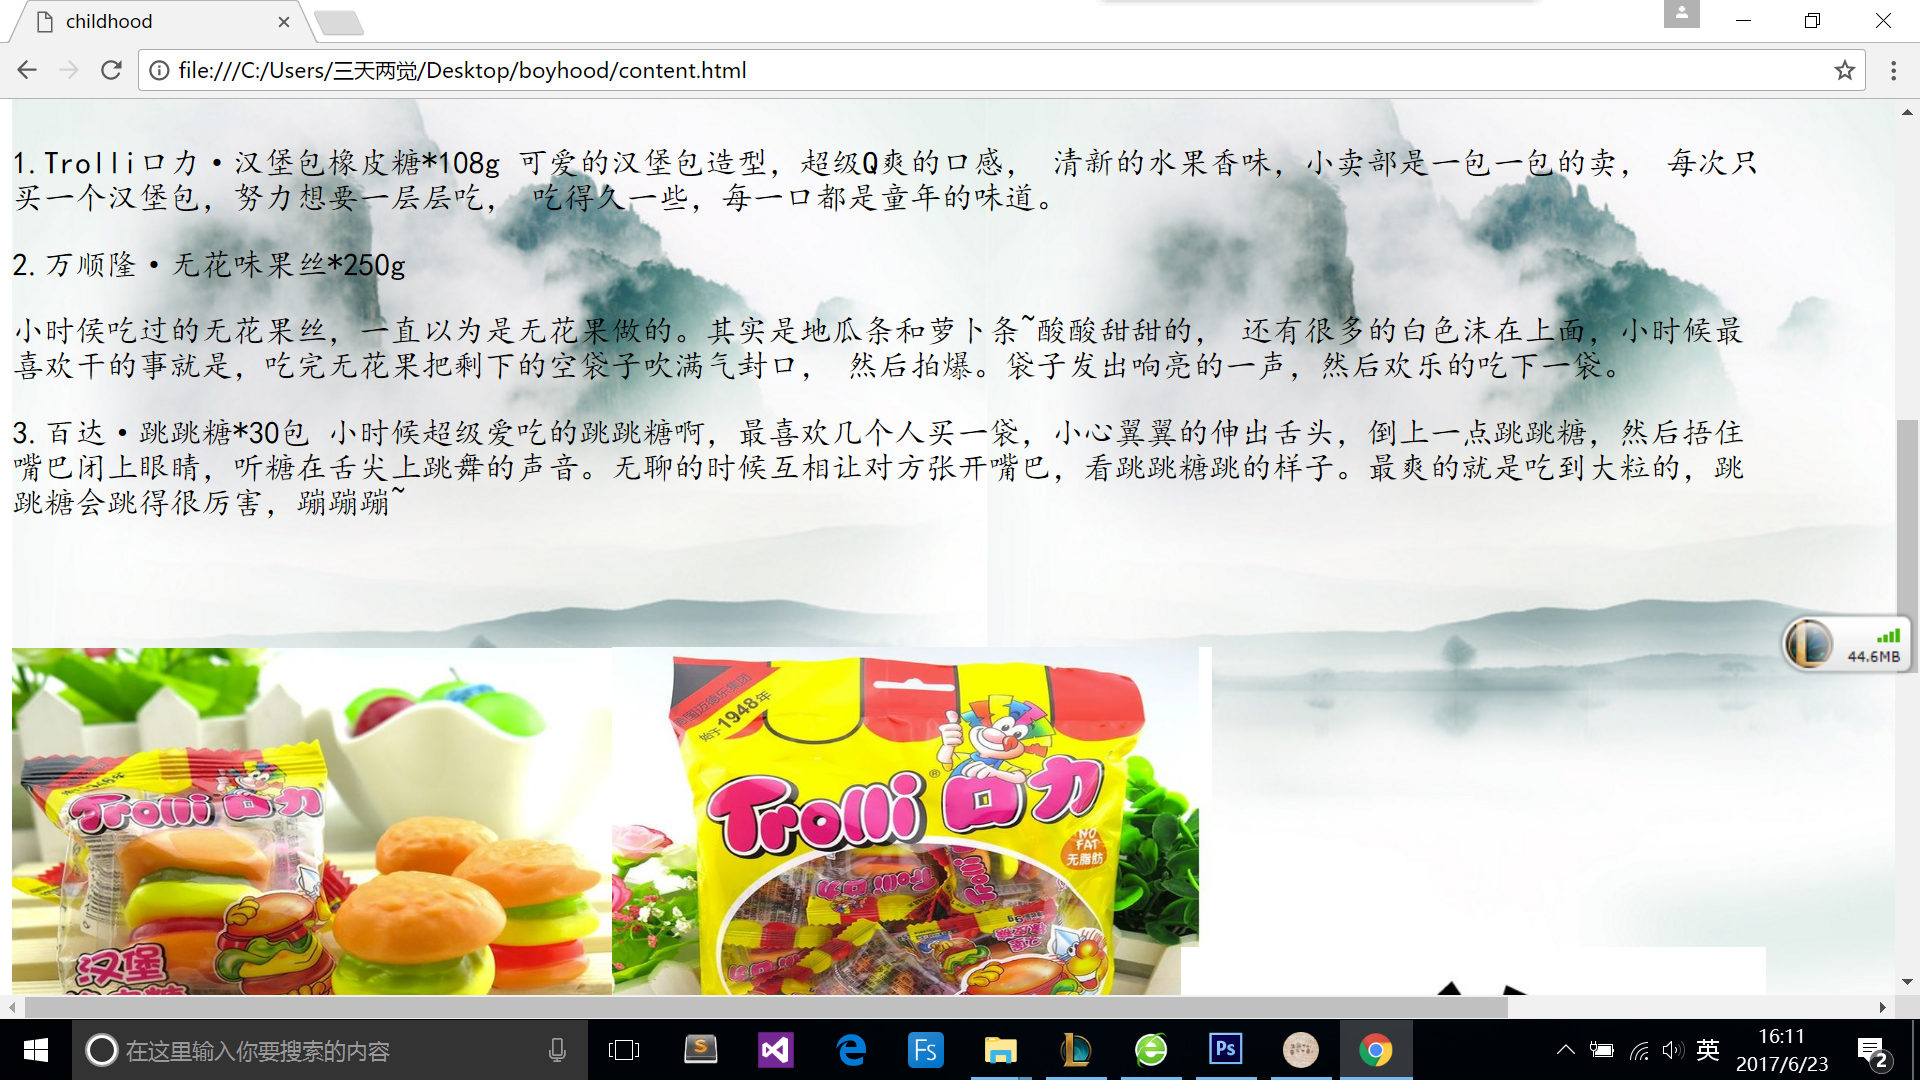 childhood
file:///C:/Users/三天两觉/Desktop/boyhood/content.html
1.Trolli口力·汉堡包橡皮糖*108g 可爱的汉堡包造型，超级Q爽的口感， 清新的水果香味，小卖部是一包一包的卖， 每次只
买一个汉堡包，努力想要一层层吃， 吃得久一些，每一口都是童年的味道。
2.万顺隆·无花味果丝*250g
小时侯吃过的无花果丝，一直以为是无花果做的。其实是地瓜条和萝卜条~酸酸甜甜的， 还有很多的白色沫在上面，小时候最
喜欢干的事就是，吃完无花果把剩下的空袋子吹满气封口， 然后拍爆。袋子发出响亮的一声，然后欢乐的吃下一袋。
3.百达·跳跳糖*30包 小时候超级爱吃的跳跳糖啊，最喜欢几个人买一袋，小心翼翼的伸出舌头，倒上一点跳跳糖，然后捂住
嘴巴闭上眼睛，听糖在舌尖上跳舞的声音。无聊的时候互相让对方张开嘴巴，看跳跳糖跳的样子。最爽的就是吃到大粒的，跳
跳糖会跳得很厉害，蹦蹦蹦~
44.6MB
始于1948年
Trolli 口力
汉堡
Trolli®口力
NO
FAT
无脂肪
在这里输入你要搜索的内容
S
Fs
Ps
英
16:11
2017/6/23
2